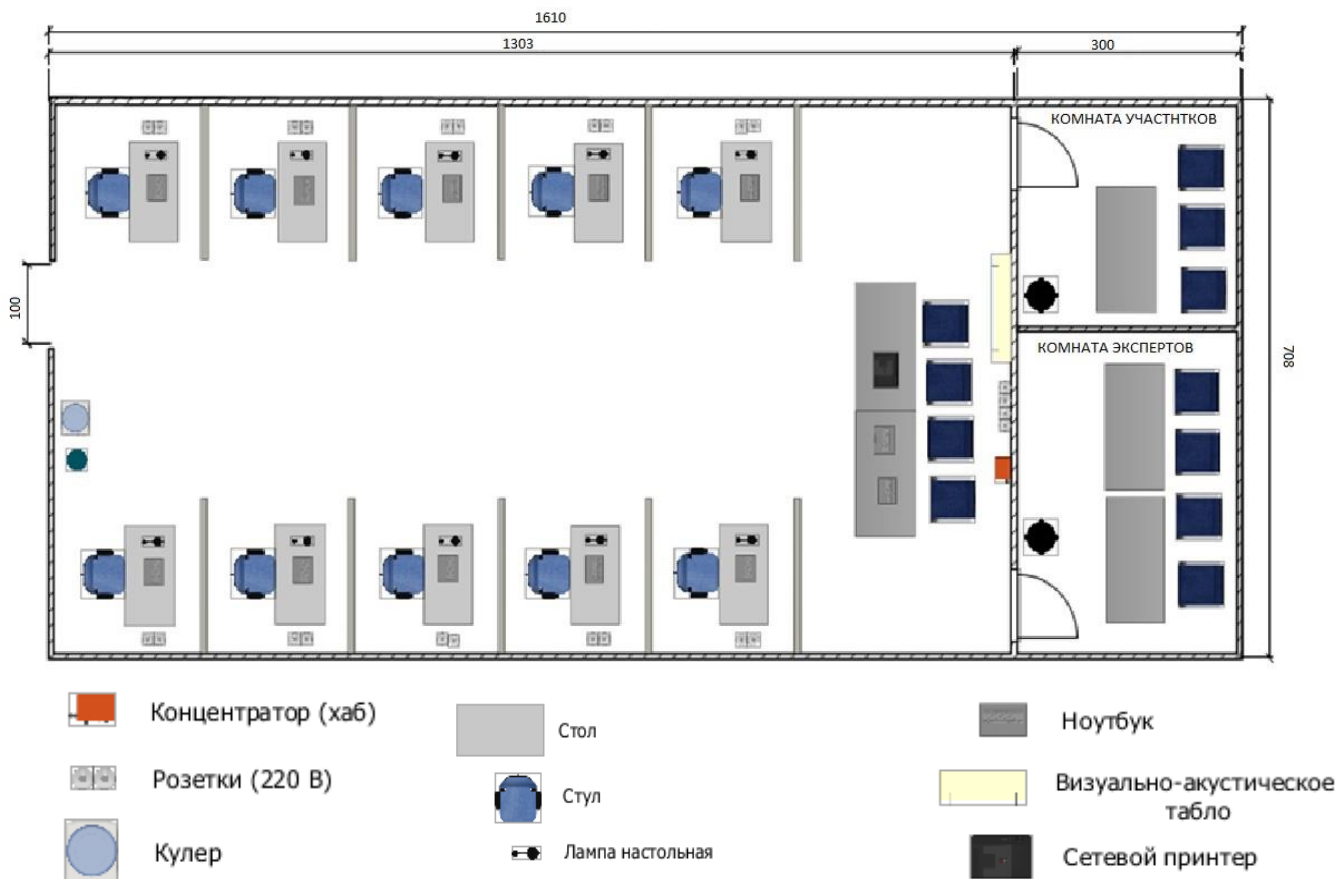 1610
1303
300
КОМНАТА УЧАСТНТКОВ
100
КОМНАТА ЭКСПЕРТОВ
708
Концентратор (хаб)
Стол
Ноутбук
Розетки (220 В)
Стул
Визуально-акустическое
табло
Кулер
Лампа настольная
Сетевой принтер